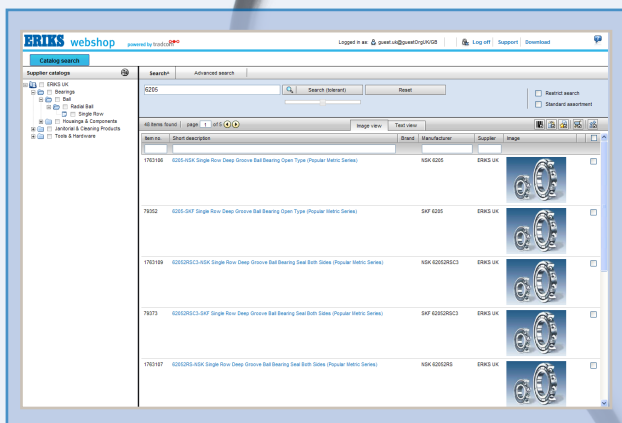 ERIKS webshop powered by tradcom Logged in as: guest.uk@guestOrgUK/GB Log off Support Download
Catalog search
Supplier catalogs Search Advanced search
ERIKS UK
Bearings
Ball
Radial Ball
Single Row
Housings & Components
Janitorial & Cleaning Products
Tools & Hardware
6205 Search (tolerant) Reset
Restrict search
Standard assortment
48 items found page 1 of 5 Image view Text view
Item no. Short description Brand Manufacturer Supplier Image
1763106 6205-NSK Single Row Deep Groove Ball Bearing Open Type (Popular Metric Series) NSK 6205 ERIKS UK
79352 6205-SKF Single Row Deep Groove Ball Bearing Open Type (Popular Metric Series) SKF 6205 ERIKS UK
1763109 62052RSC3-NSK Single Row Deep Groove Ball Bearing Seal Both Sides (Popular Metric Series) NSK 62052RSC3 ERIKS UK
79373 62052RSC3-SKF Single Row Deep Groove Ball Bearing Seal Both Sides (Popular Metric Series) SKF 62052RSC3 ERIKS UK
1763107 62052RS-NSK Single Row Deep Groove Ball Bearing Seal Both Sides (Popular Metric Series) NSK 62052RS ERIKS UK